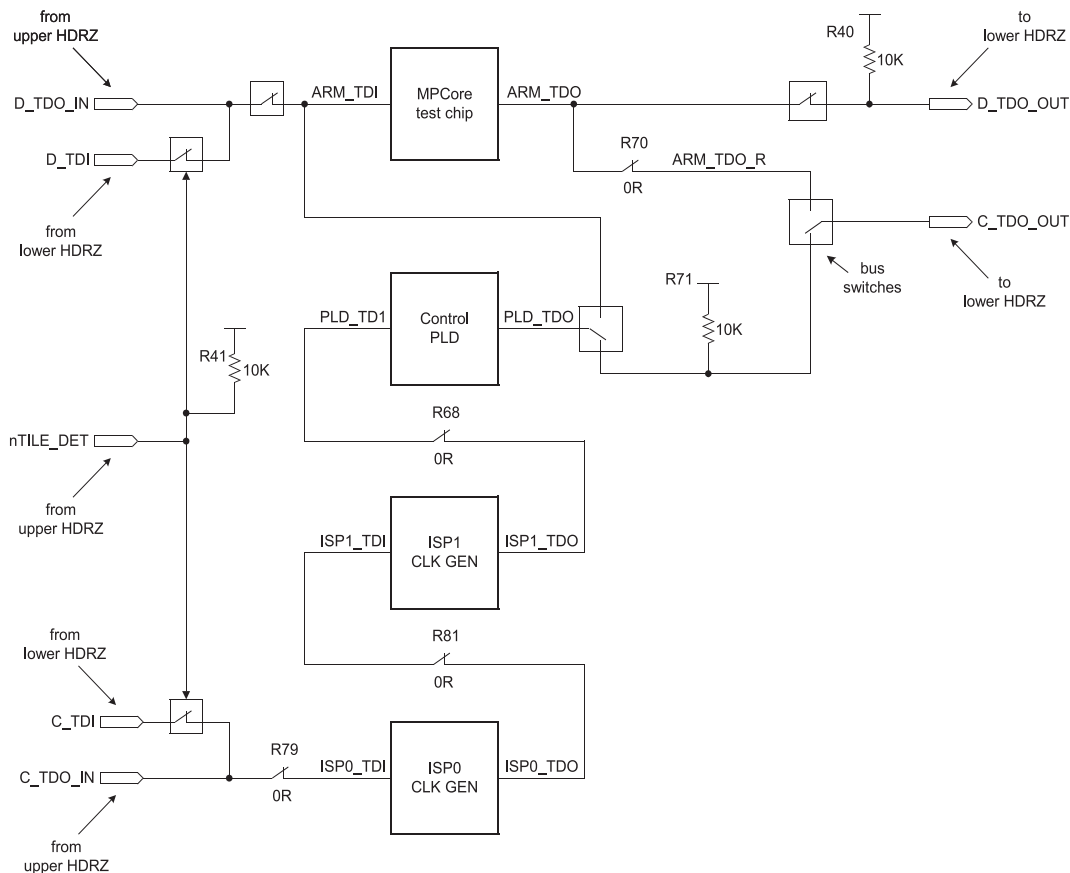 from
upper HDRZ
to
lower HDRZ
R40
10K
D_TDO_IN
ARM_TDI
MPCore
test chip
ARM_TDO
D_TDO_OUT
D_TDI
R70
0R
ARM_TDO_R
from
lower HDRZ
C_TDO_OUT
bus
switches
to
lower HDRZ
R71
10K
PLD_TD1
Control
PLD
PLD_TDO
R41
10K
R68
0R
nTILE_DET
from
upper HDRZ
ISP1_TDI
ISP1
CLK GEN
ISP1_TDO
R81
0R
from
lower HDRZ
C_TDI
R79
0R
C_TDO_IN
ISP0_TDI
ISP0
CLK GEN
ISP0_TDO
from
upper HDRZ